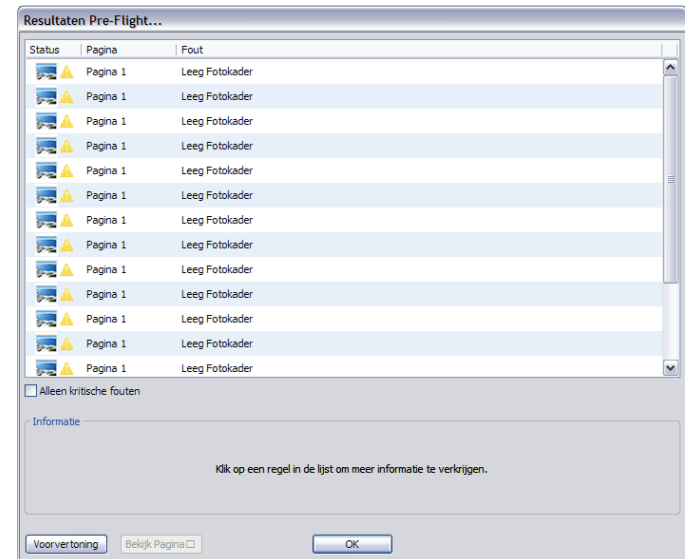 Resultaten Pre-Flight...
Status Pagina Fout
Pagina 1 Leeg Fotokader
Pagina 1 Leeg Fotokader
Pagina 1 Leeg Fotokader
Pagina 1 Leeg Fotokader
Pagina 1 Leeg Fotokader
Pagina 1 Leeg Fotokader
Pagina 1 Leeg Fotokader
Pagina 1 Leeg Fotokader
Pagina 1 Leeg Fotokader
Pagina 1 Leeg Fotokader
Pagina 1 Leeg Fotokader
Pagina 1 Leeg Fotokader
Pagina 1 Leeg Fotokader
Alleen kritische fouten
Informatie
Klik op een regel in de lijst om meer informatie te verkrijgen.
Voorvertoning Bekijk Pagina□ OK